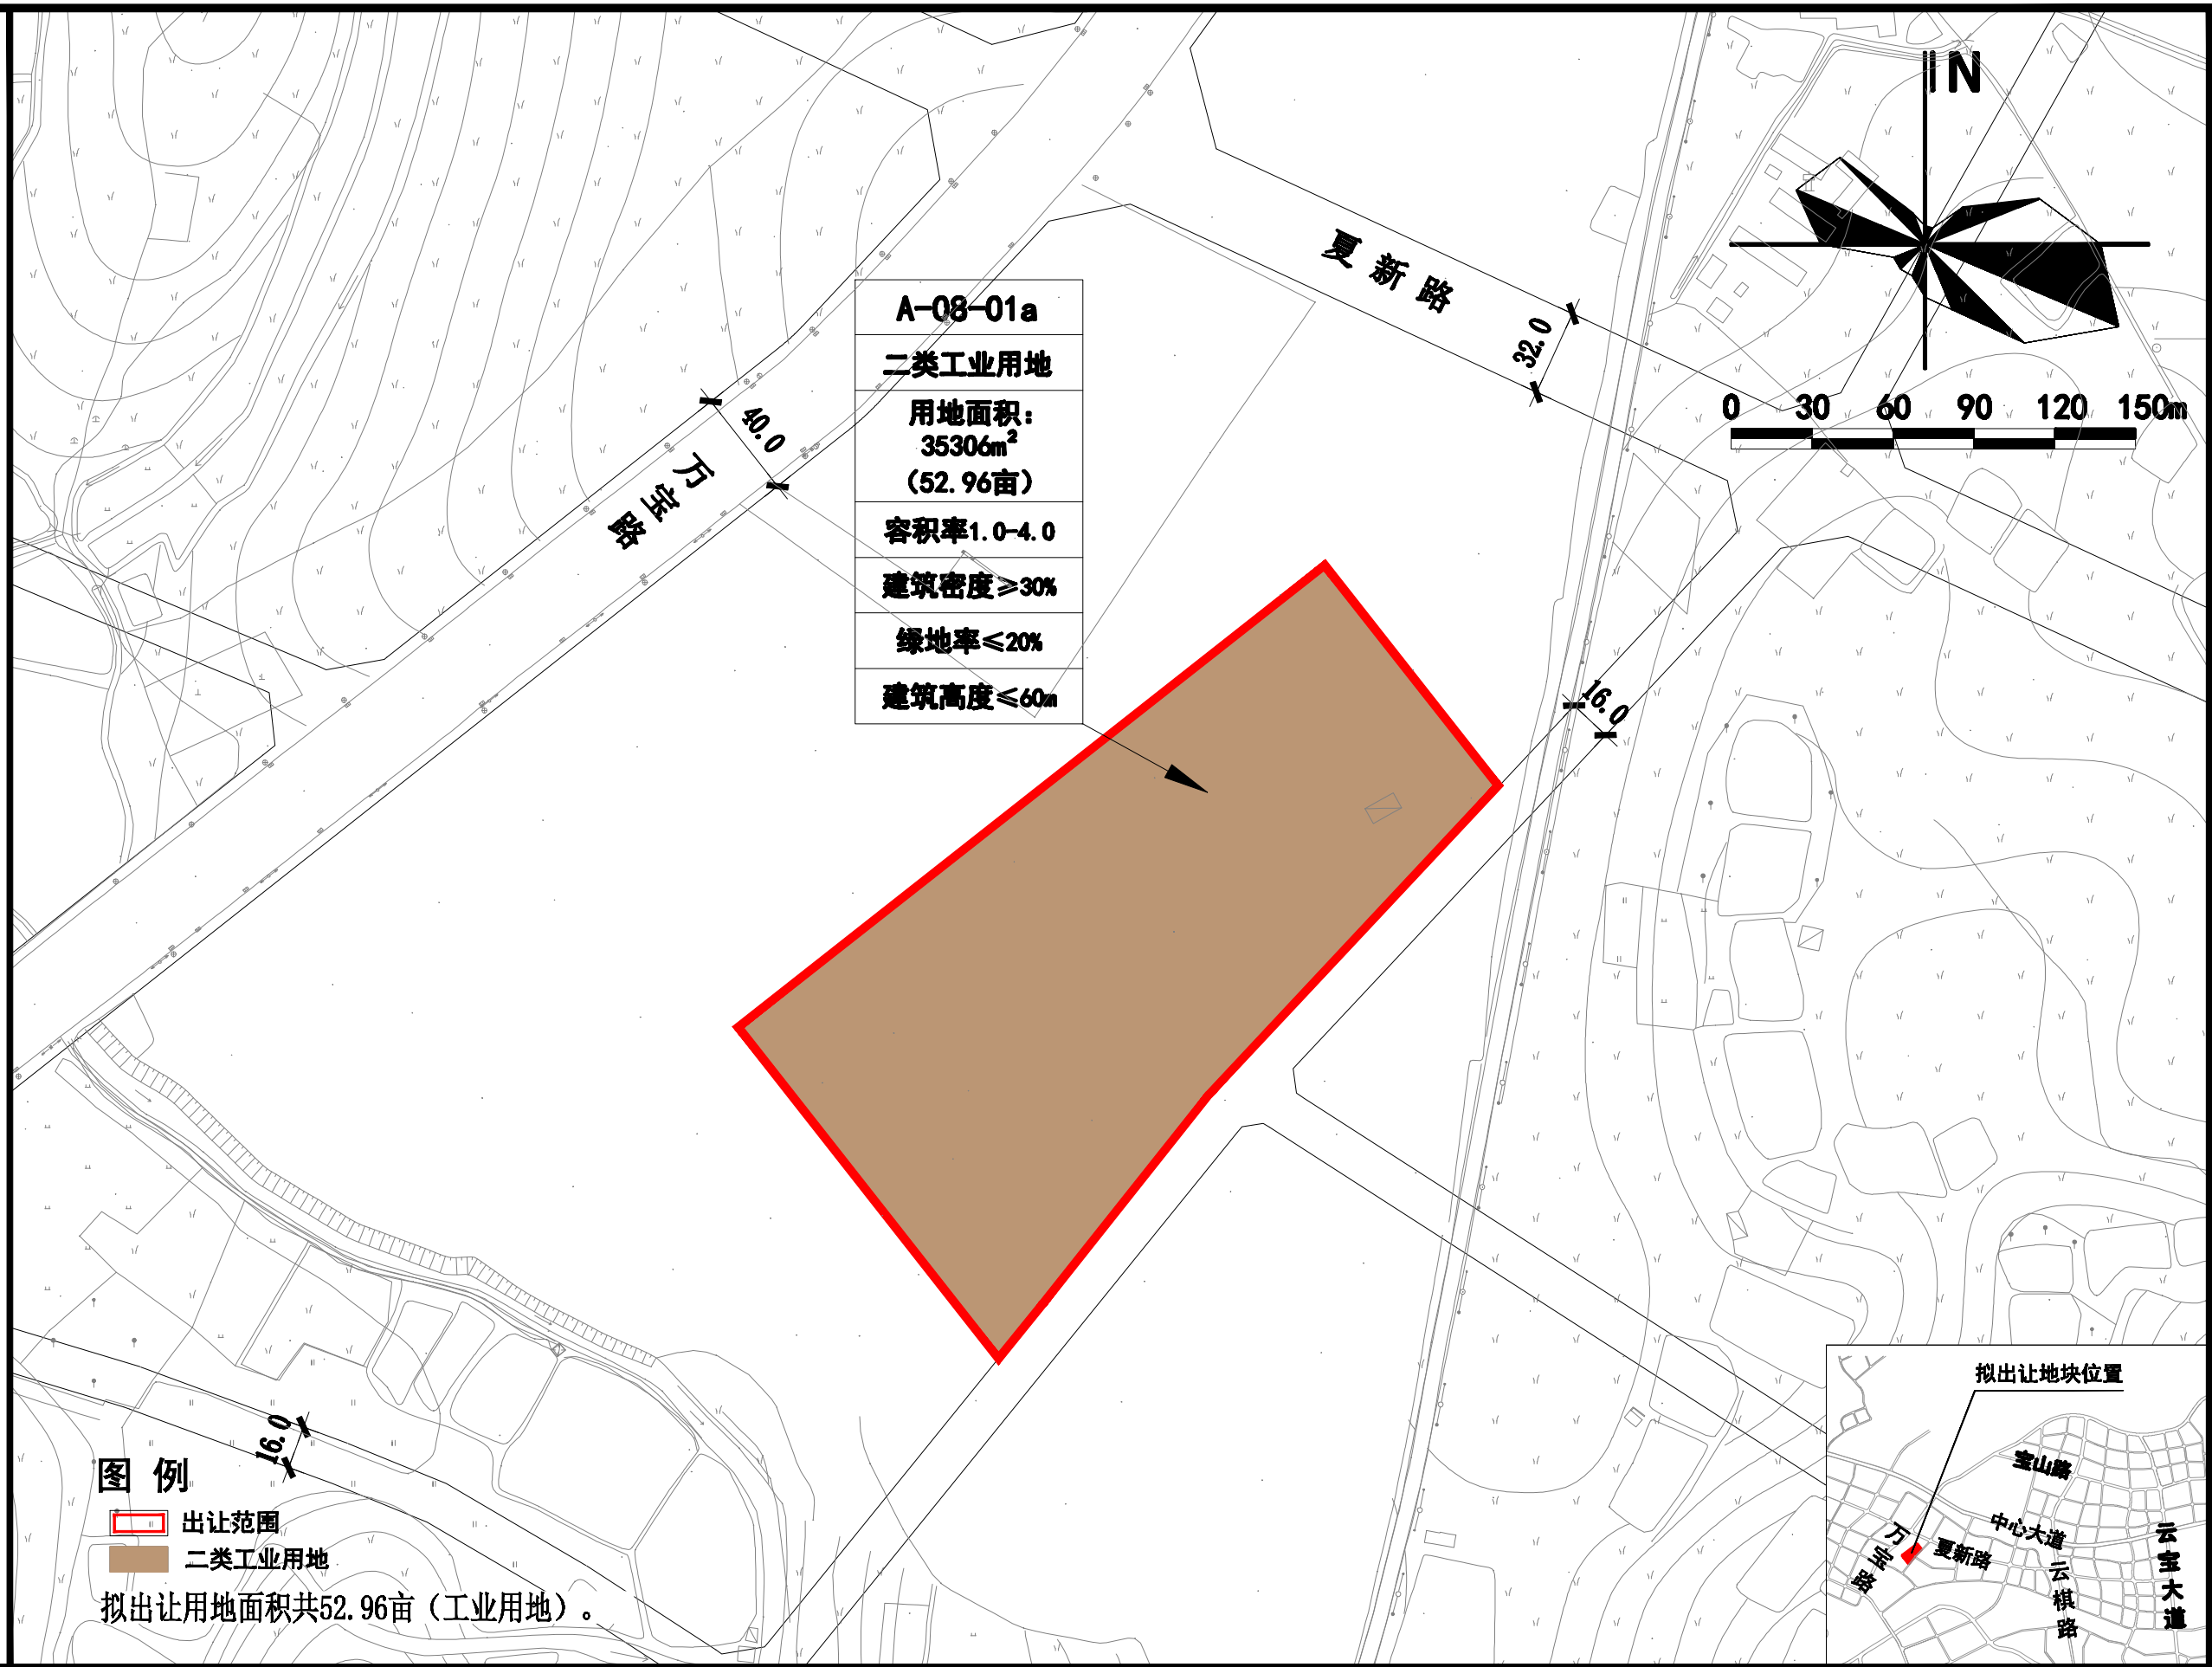 N
0 30 60 90 120 150m
夏新路
32.0
A-08-01a
二类工业用地
用地面积：
35306m²
（52.96亩）
容积率1.0-4.0
建筑密度≥30%
绿地率≤20%
建筑高度≤60m
40.0
万宝路
16.0
16.0
图 例
出让范围
二类工业用地
拟出让用地面积共52.96亩（工业用地）。
拟出让地块位置
宝山路
中心大道
万宝路
夏新路
云棋路
云宝大道